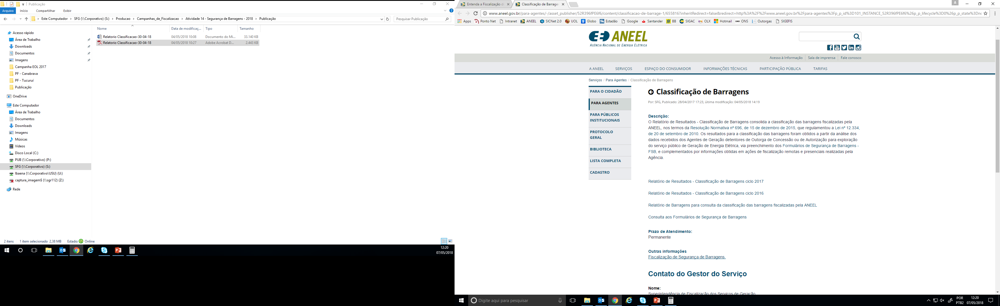 Publicação
Arquivo
Início
Compartilhar
Exibir
Este Computador
SFG (\\Corporativo) (S:)
Producao
Campanhas_de_Fiscalizacao
Atividade 14 - Segurança de Barragens - 2018
Publicação
Pesquisar Publicação
Acesso rápido
Área de Trabalho
Downloads
Documentos
Imagens
Campanha EOL 2017
PF - Canabrava
PF - Tucuruí
Publicação
OneDrive
Este Computador
Área de Trabalho
Documentos
Downloads
Imagens
Músicas
Vídeos
Disco Local (C:)
PUB (\\Corporativo) (P:)
SFG (\\Corporativo) (S:)
lbaena (\\Corporativo\USU) (U:)
captura_imagem$ (\\sgr112) (Z:)
Rede
Nome Data de modificaç... Tipo Tamanho
Relatorio Classificacao-30-04-18 04/05/2018 10:08 Documento do Mi... 33.140 KB
Relatorio Classificacao-30-04-18 04/05/2018 10:27 Adobe Acrobat D... 2.443 KB
2 itens 1 item selecionado 2,38 MB Estado: Online
12:20
07/05/2018
Entenda a Fiscalização d
Classificação de Barrage
www.aneel.gov.br/para-agentes/-/asset_publisher/52R396fPE6f6/content/classificacao-de-barrage-1/655816?inheritRedirect=false&redirect=http%3A%2F%2Fwww.aneel.gov.br%2Fpara-agentes%3Fp_p_id%3D101_INSTANCE_52R396fPE6f6%26p_p_lifecycle%3D0%26p_p_state%3Dno
Apps Ponto Net Intranet ANEEL SICNet 2.0 UOL Globo Estadão Google Santander BB SIGAC OLX Hotmail ONS Outorgas SIGEFIS
ANEEL
AGÊNCIA NACIONAL DE ENERGIA ELÉTRICA
Acesso à Informação Sala de imprensa Fale conosco
A ANEEL SERVIÇOS ESPAÇO DO CONSUMIDOR INFORMAÇÕES TÉCNICAS PARTICIPAÇÃO PÚBLICA TARIFAS
Serviços / Para Agentes / Classificação de Barragens
PARA O CIDADÃO
PARA AGENTES
PARA PÚBLICOS
INSTITUCIONAIS
PROTOCOLO
GERAL
BIBLIOTECA
LISTA COMPLETA
CADASTRO
Classificação de Barragens
Por: SFG, Publicado: 28/04/2017 17:23, última modificação: 04/05/2018 14:19
Descrição:
O Relatório de Resultados - Classificação de Barragens consolida a classificação das barragens fiscalizadas pela
ANEEL, nos termos da Resolução Normativa nº 696, de 15 de dezembro de 2015, que regulamentou a Lei nº 12.334,
de 20 de setembro de 2010. Os resultados para a classificação das barragens foram obtidos a partir da análise dos
dados recebidos dos Agentes de Geração detentores de Outorga de Concessão ou de Autorização para exploração
do serviço público de Geração de Energia Elétrica, via preenchimento dos Formulários de Segurança de Barragens -
FSB, e complementados por informações obtidas em ações de fiscalização remotas e presenciais realizadas pela
Agência.
Relatório de Resultados - Classificação de Barragens ciclo 2017
Relatório de Resultados - Classificação de Barragens ciclo 2016
Relatório de Barragens para consulta da classificação das barragens fiscalizadas pela ANEEL
Consulta aos Formulários de Segurança de Barragens
Prazo de Atendimento:
Permanente
Outras informações
Fiscalização de Segurança de Barragens.
Contato do Gestor do Serviço
Nome:
Superintendência de Fiscalização dos Serviços de Geração
Digite aqui para pesquisar
POR
PTB2
12:20
07/05/2018